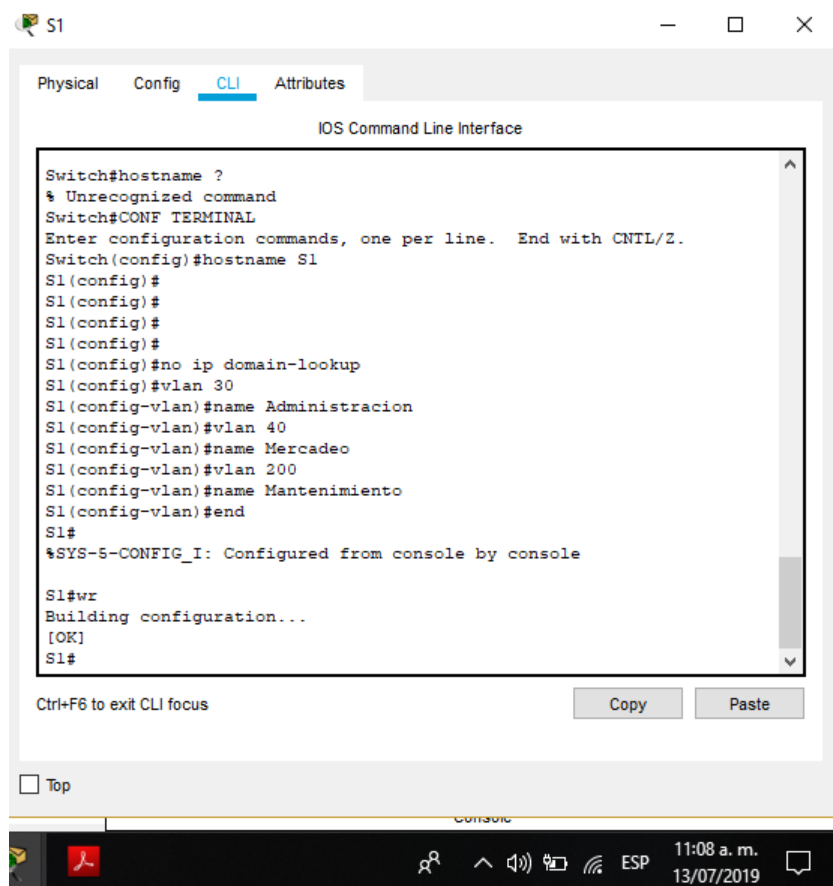 S1
Physical Config CLI Attributes
IOS Command Line Interface
Switch#hostname ?
% Unrecognized command
Switch#CONF TERMINAL
Enter configuration commands, one per line.  End with CNTL/Z.
Switch(config)#hostname S1
S1(config)#
S1(config)#
S1(config)#
S1(config)#
S1(config)#no ip domain-lookup
S1(config)#vlan 30
S1(config-vlan)#name Administracion
S1(config-vlan)#vlan 40
S1(config-vlan)#name Mercadeo
S1(config-vlan)#vlan 200
S1(config-vlan)#name Mantenimiento
S1(config-vlan)#end
S1#
%SYS-5-CONFIG_I: Configured from console by console
S1#wr
Building configuration...
[OK]
S1#
Ctrl+F6 to exit CLI focus
Copy Paste
Top
Console
ESP
11:08 a. m.
13/07/2019